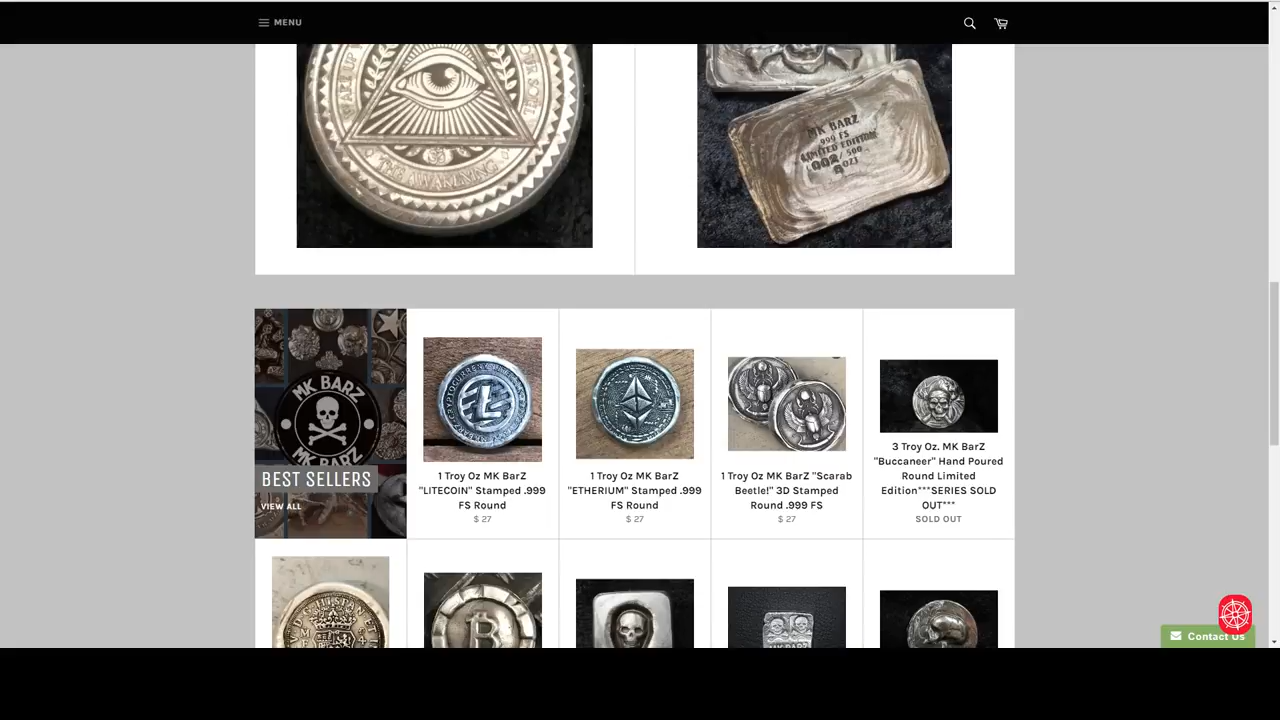 MENU
THE AWAKENING
MK BARZ
999 FS
LIMITED EDITION
002/500
MK BARZ
MK BARZ
BEST SELLERS
VIEW ALL
1 Troy Oz MK BarZ
"LITECOIN" Stamped .999
FS Round
$ 27
1 Troy Oz MK BarZ
"ETHERIUM" Stamped .999
FS Round
$ 27
1 Troy Oz MK BarZ "Scarab
Beetle!" 3D Stamped
Round .999 FS
$ 27
3 Troy Oz. MK BarZ
"Buccaneer" Hand Poured
Round Limited
Edition***SERIES SOLD
OUT***
SOLD OUT
MK BARZ
Contact Us